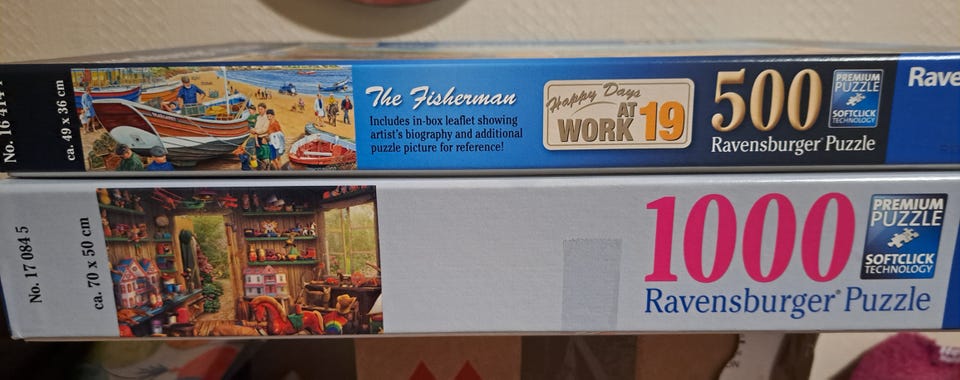 No. 16 414
ca. 49 x 36 cm
The Fisherman
Includes in-box leaflet showing
artist's biography and additional
puzzle picture for reference!
Happy Days
AT
WORK 19
500
Ravensburger® Puzzle
PREMIUM
PUZZLE
SOFTCLICK
TECHNOLOGY
Rave
No. 17 084 5
ca. 70 x 50 cm
1000
Ravensburger® Puzzle
PREMIUM
PUZZLE
SOFTCLICK
TECHNOLOGY
ON